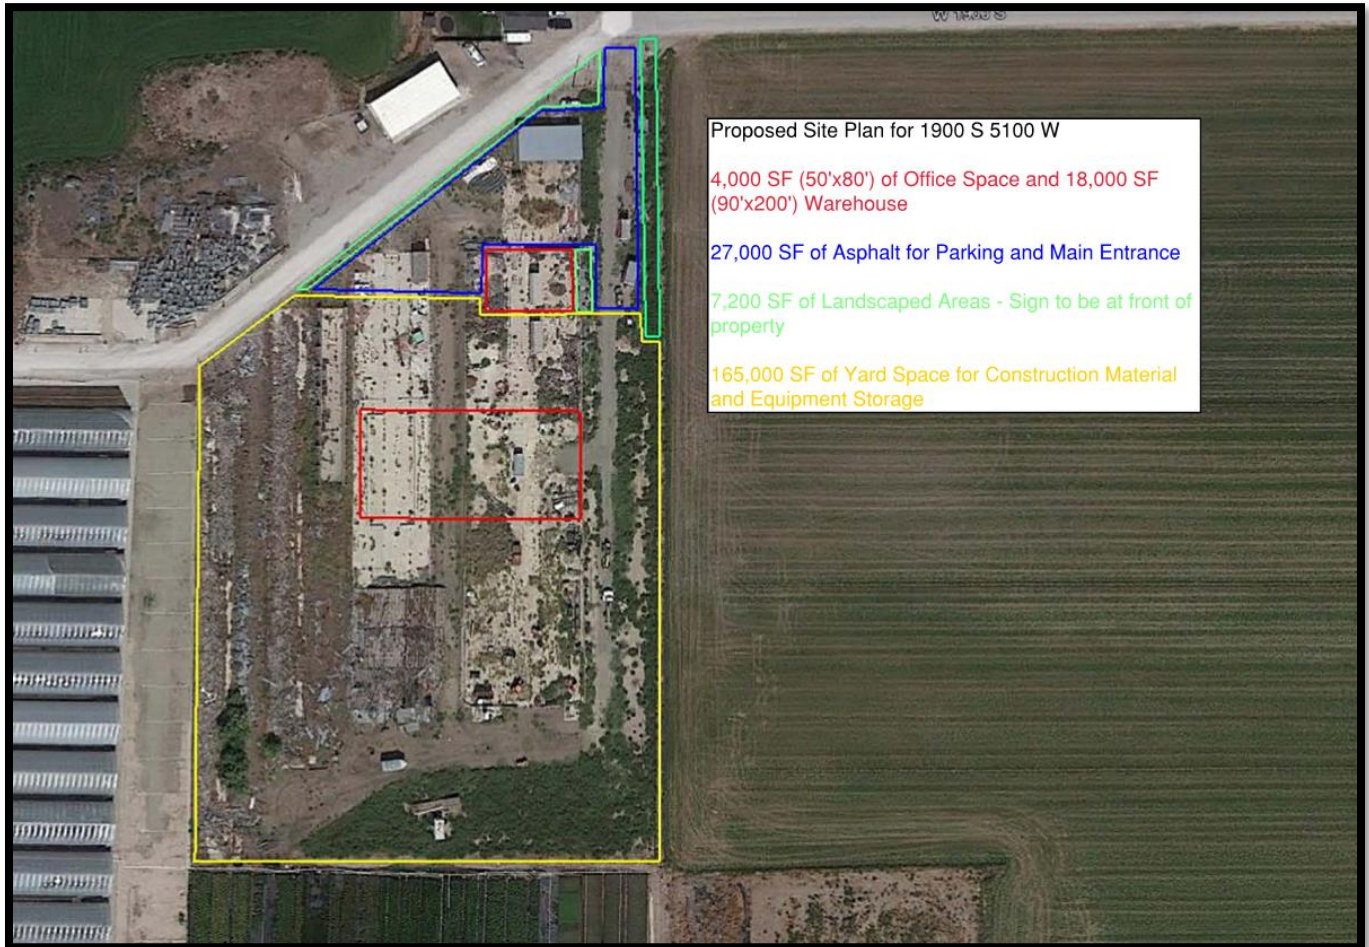 W 1900 S
Proposed Site Plan for 1900 S 5100 W
4,000 SF (50'x80') of Office Space and 18,000 SF
(90'x200') Warehouse
27,000 SF of Asphalt for Parking and Main Entrance
7,200 SF of Landscaped Areas - Sign to be at front of
property
165,000 SF of Yard Space for Construction Material
and Equipment Storage